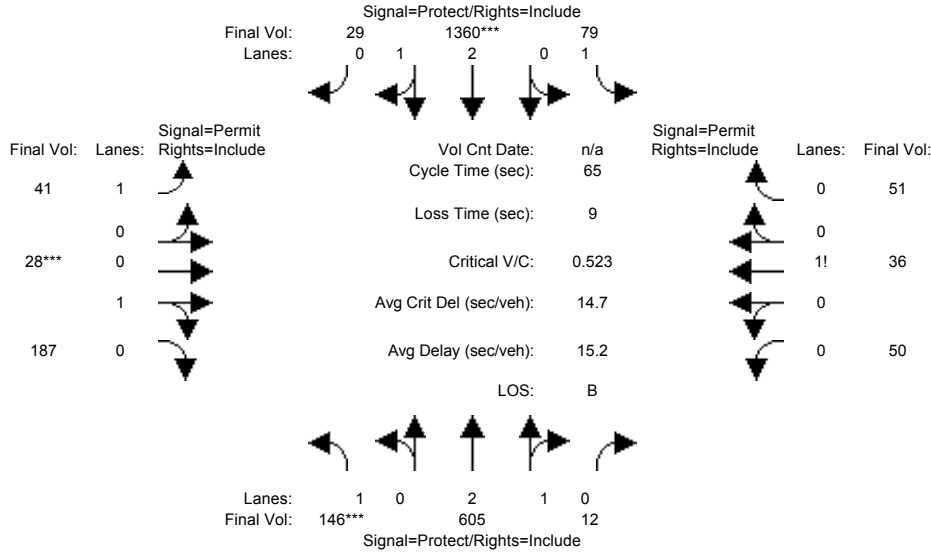 Signal=Protect/Rights=Include
Final Vol: 29 1360*** 79
Lanes: 0 1 2 0 1
Signal=Permit Signal=Permit
Final Vol: Lanes: Rights=Include Vol Cnt Date: n/a Rights=Include Lanes: Final Vol:
Cycle Time (sec): 65
41 1 0 51
Loss Time (sec): 9
0 0
28*** 0 Critical V/C: 0.523 1! 36
1 Avg Crit Del (sec/veh): 14.7 0
187 0 Avg Delay (sec/veh): 15.2 0 50
LOS: B
Lanes: 1 0 2 1 0
Final Vol: 146*** 605 12
Signal=Protect/Rights=Include